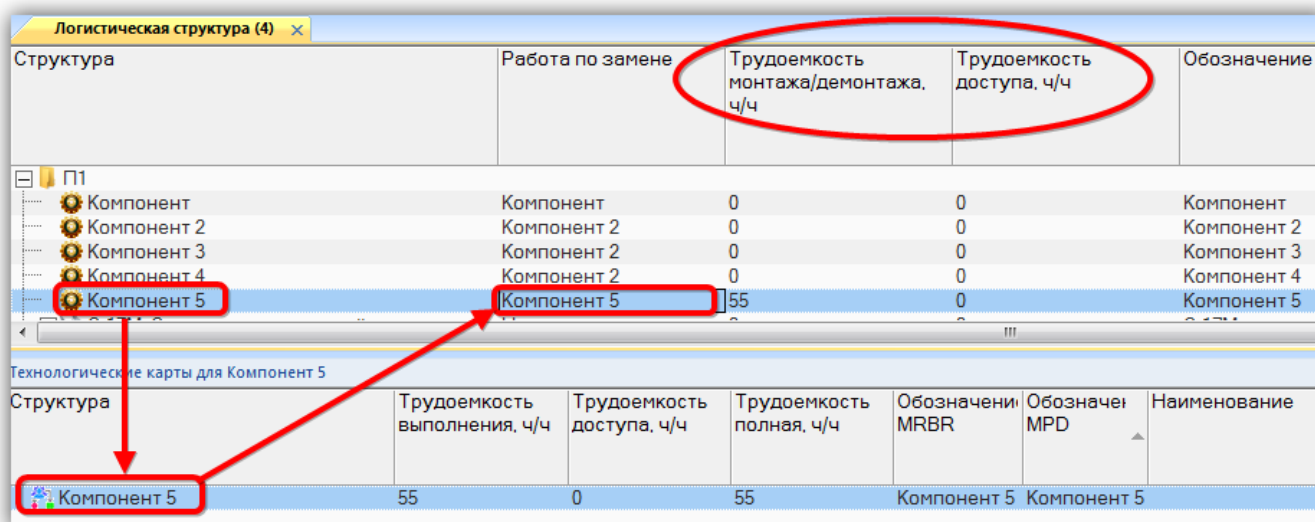 Логистическая структура (4)
Структура Работа по замене Трудоемкость монтажа/демонтажа, ч/ч Трудоемкость доступа, ч/ч Обозначение
П1
Компонент Компонент 0 0 Компонент
Компонент 2 Компонент 2 0 0 Компонент 2
Компонент 3 Компонент 2 0 0 Компонент 3
Компонент 4 Компонент 2 0 0 Компонент 4
Компонент 5 Компонент 5 55 0 Компонент 5
Технологические карты для Компонент 5
Структура Трудоемкость выполнения, ч/ч Трудоемкость доступа, ч/ч Трудоемкость полная, ч/ч Обозначени MRBR Обозначен MPD Наименование
Компонент 5 55 0 55 Компонент 5 Компонент 5